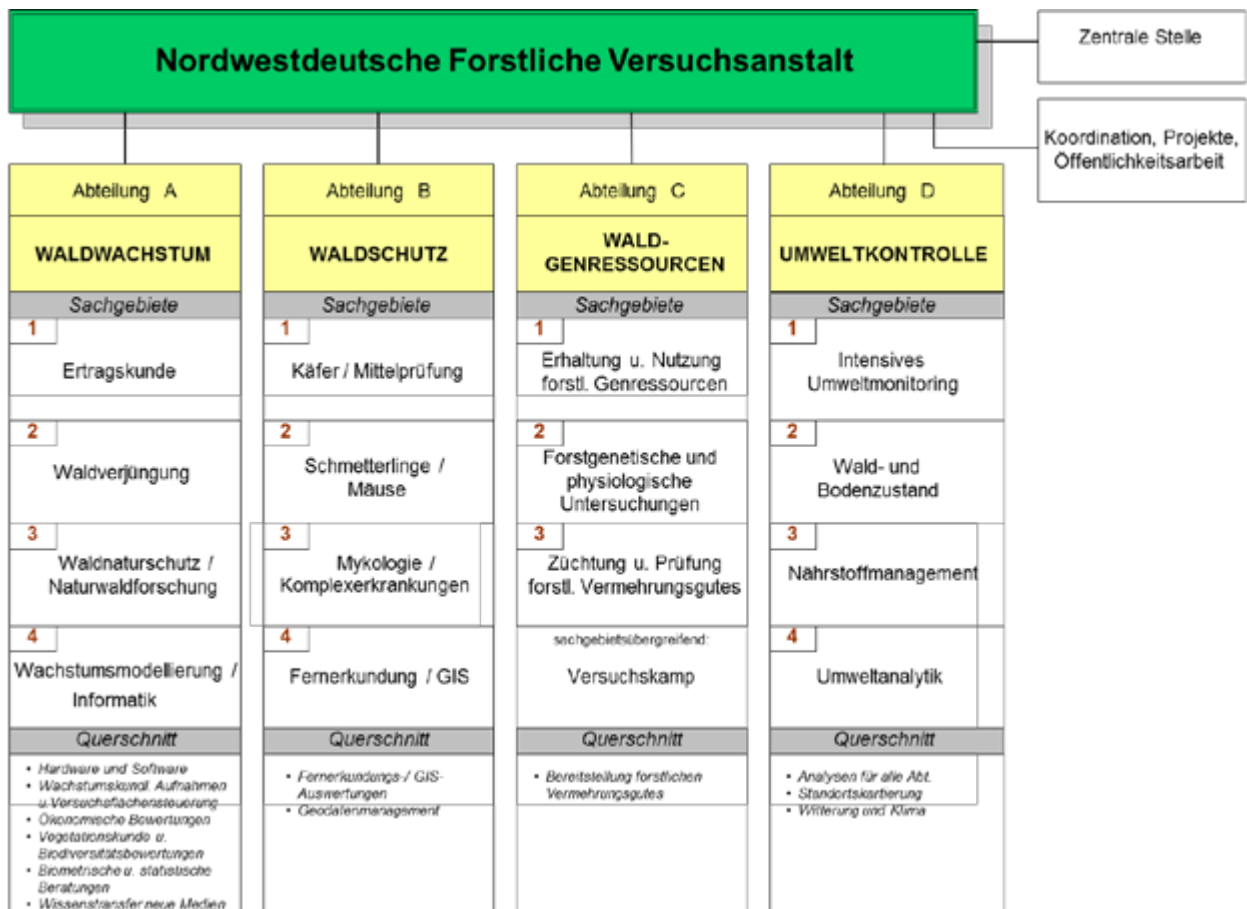 Nordwestdeutsche Forstliche Versuchsanstalt
Zentrale Stelle
Koordination, Projekte,
Öffentlichkeitsarbeit
Abteilung A
WALDWACHSTUM
Sachgebiete
1
Ertragskunde
2
Waldverjüngung
3
Waldnaturschutz /
Naturwaldforschung
4
Wachstumsmodellierung /
Informatik
Querschnitt
• Hardware und Software
• Wachstumskundl. Aufnahmen
u. Versuchsflächensteuerung
• Ökonomische Bewertungen
• Vegetationskunde u.
Biodiversitätsbewertungen
• Biometrische u. statistische
Beratungen
• Wissenstransfer neue Medien
Abteilung B
WALDSCHUTZ
Sachgebiete
1
Käfer / Mittelprüfung
2
Schmetterlinge /
Mäuse
3
Mykologie /
Komplexerkrankungen
4
Fernerkundung / GIS
Querschnitt
• Fernerkundungs-/ GIS-
Auswertungen
• Geodatenmanagement
Abteilung C
WALD-
GENRESSOURCEN
Sachgebiete
1
Erhaltung u. Nutzung
forstl. Genressourcen
2
Forstgenetische und
physiologische
Untersuchungen
3
Züchtung u. Prüfung
forstl. Vermehrungsgutes
sachgebietsübergreifend:
Versuchskamp
Querschnitt
• Bereitstellung forstlichen
Vermehrungsgutes
Abteilung D
UMWELTKONTROLLE
Sachgebiete
1
Intensives
Umweltmonitoring
2
Wald- und
Bodenzustand
3
Nährstoffmanagement
4
Umweltanalytik
Querschnitt
• Analysen für alle Abt.
• Standortskartierung
• Witterung und Klima